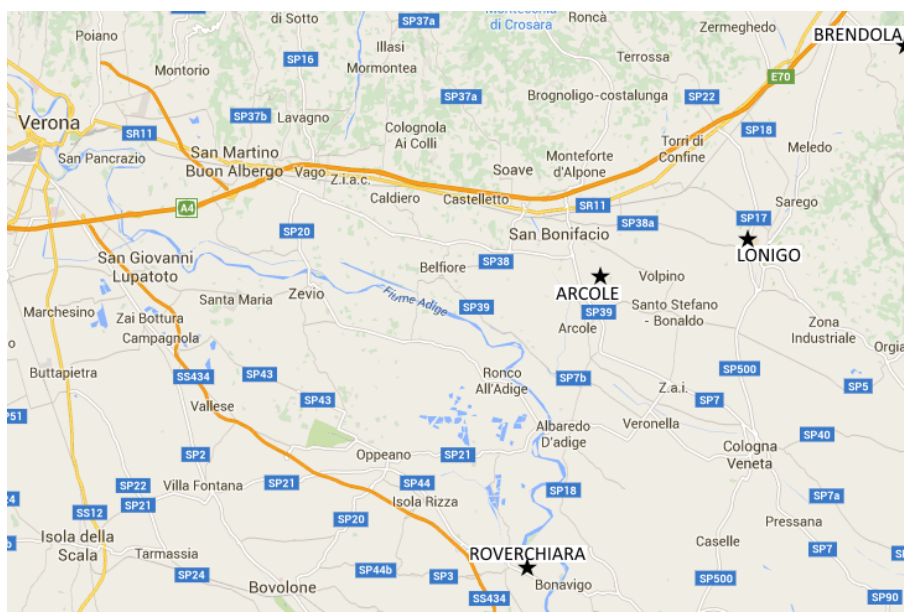 SP37a
di Sotto
Montecchia
di Crosara
Roncà
Zermeghedo
BRENDOLA
Poiano
Illasi
Montorio
SP16
Mormentea
Terrossa
E70
SP37a
Brognoligo-costalunga
SP22
SP37b
Lavagno
Verona
SR11
Colognola
Ai Colli
SP18
Torri di
Confine
Meledo
San Pancrazio
San Martino
Buon Albergo
Vago
Z.i.a.c.
Soave
Monteforte
d'Alpone
Caldiero
Castelletto
Sarego
A4
SR11
SP17
SP20
SP38a
San Bonifacio
LONIGO
San Giovanni
Lupatoto
Belfiore
SP38
Volpino
ARCOLE
Santa Maria
Zevio
Fiume Adige
SP39
Santo Stefano
- Bonaldo
Marchesino
Zai Bottura
SP39
Zona
Industriale
Campagnola
Arcole
Orgia
Buttapietra
SS434
SP43
Ronco
All'Adige
SP7b
SP500
Z.a.i.
SP5
SP43
Vallese
SP7
SP51
Albaredo
D'adige
Veronella
SP40
SP2
Oppeano
SP21
Cologna
Veneta
SP22
Villa Fontana
SP21
SP44
SP18
SP21
Isola Rizza
SP7a
SS12
SP20
Pressana
Isola della
Scala
Caselle
SP7
Tarmassia
ROVERCHIARA
SP24
SP44b
SP3
Bovolone
Bonavigo
SP500
SS434
SP90